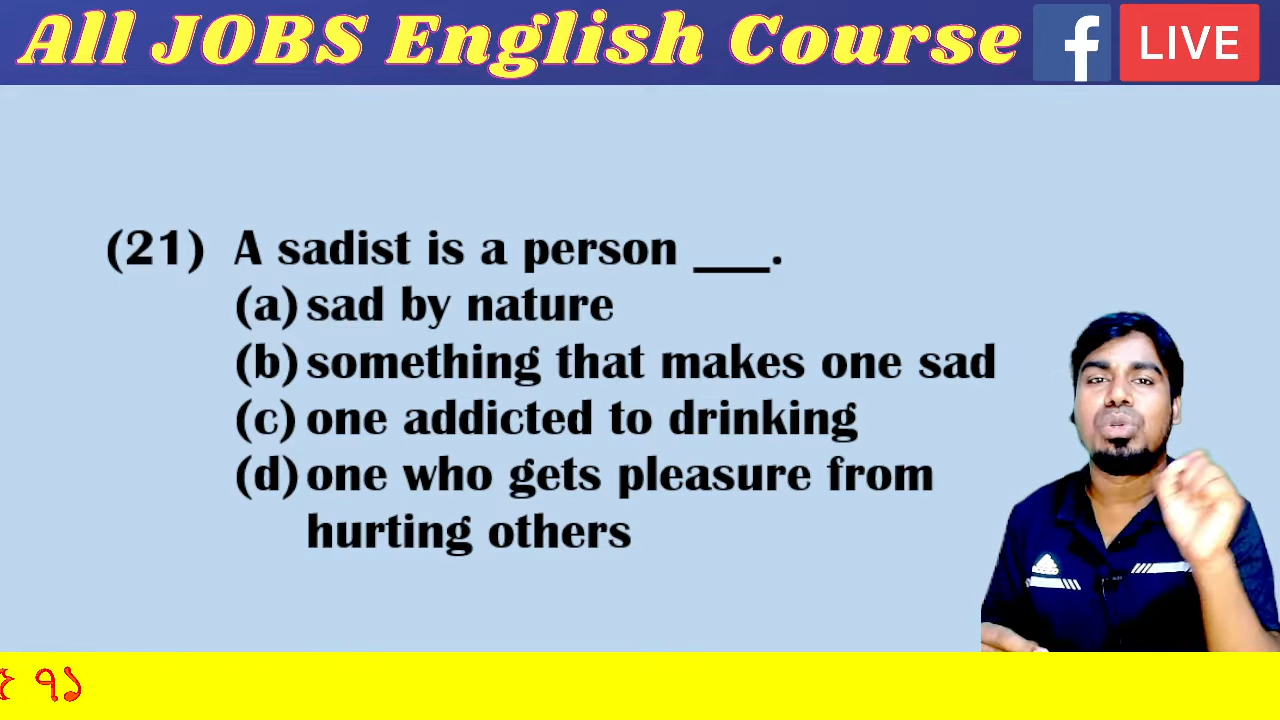 All JOBS English Course f LIVE
(21) A sadist is a person ___.
(a) sad by nature
(b) something that makes one sad
(c) one addicted to drinking
(d) one who gets pleasure from
hurting others
৭১